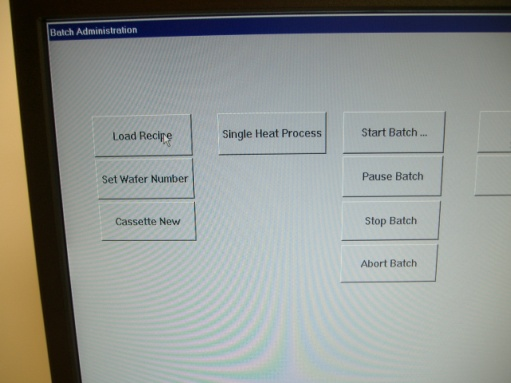 Batch Administration
Load Recipe
Single Heat Process
Start Batch ...
Set Wafer Number
Pause Batch
Cassette New
Stop Batch
Abort Batch